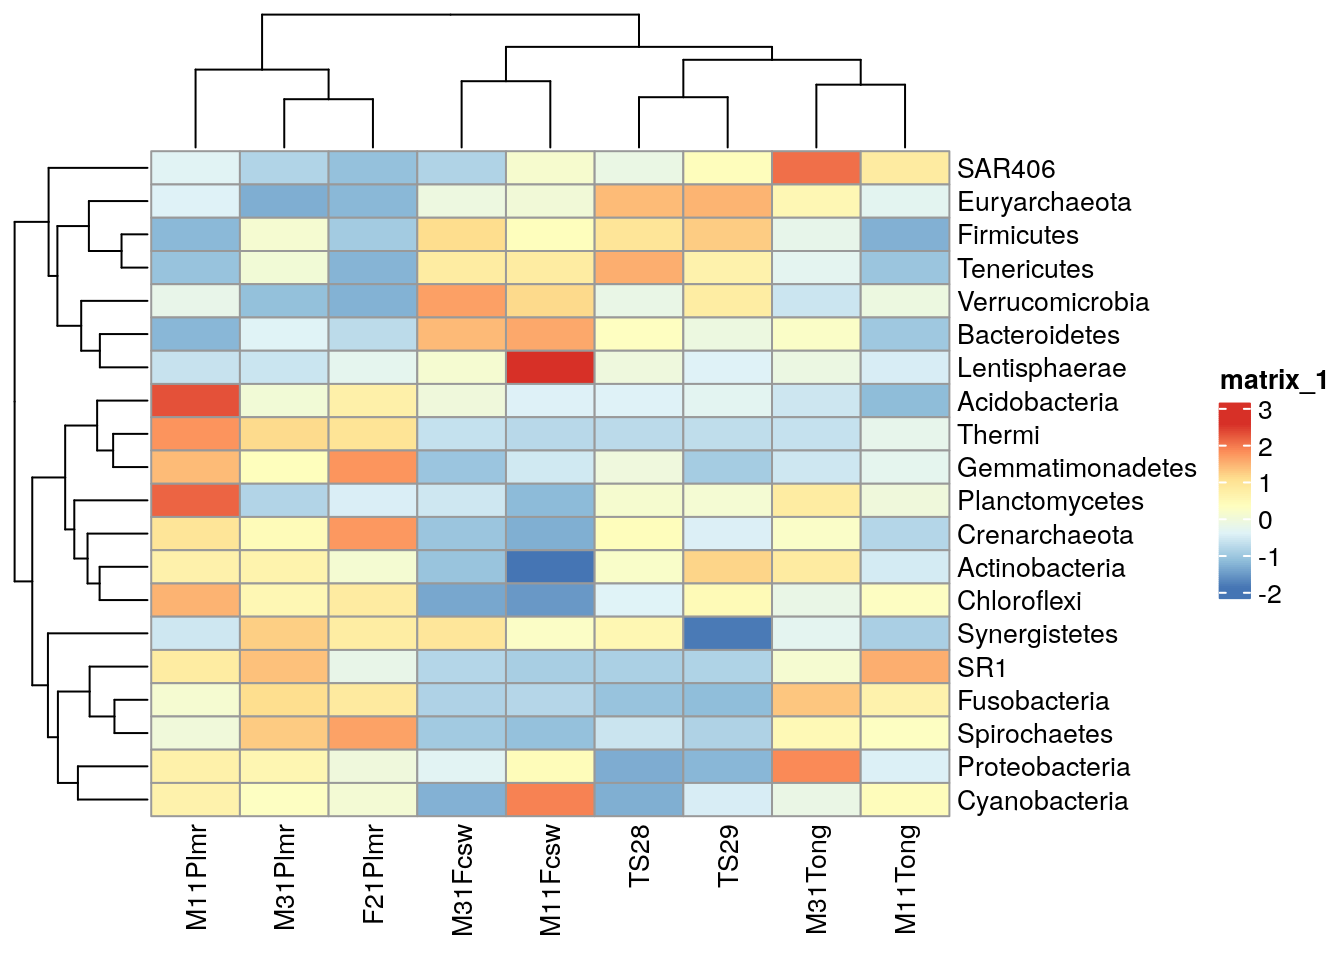 SAR406
Euryarchaeota
Firmicutes
Tenericutes
Verrucomicrobia
Bacteroidetes
Lentisphaerae
Acidobacteria
Thermi
Gemmatimonadetes
Planctomycetes
Crenarchaeota
Actinobacteria
Chloroflexi
Synergistetes
SR1
Fusobacteria
Spirochaetes
Proteobacteria
Cyanobacteria
M11Plmr
M31Plmr
F21Plmr
M31Fcsw
M11Fcsw
TS28
TS29
M31Tong
M11Tong
matrix_1
3
2
1
0
-1
-2